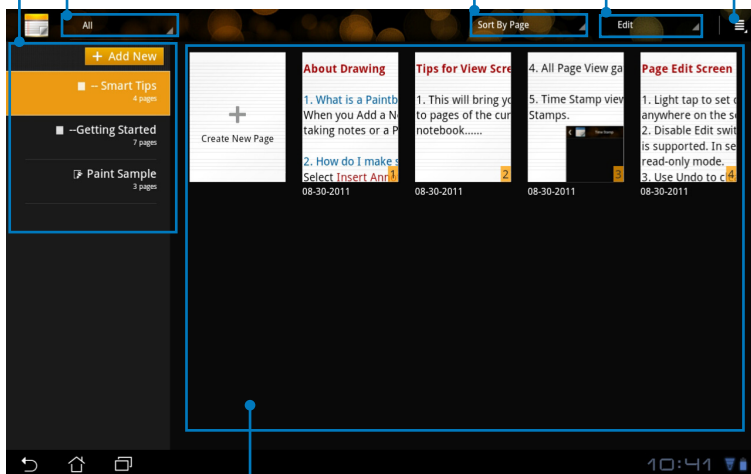 All
Sort By Page
Edit
+ Add New
-- Smart Tips
4 pages
--Getting Started
7 pages
Paint Sample
3 pages
Create New Page
About Drawing
1. What is a Paintb
When you Add a N
taking notes or a P
2. How do I make s
Select Insert Ann
1
08-30-2011
Tips for View Scre
1. This will bring yo
to pages of the cur
notebook......
2
08-30-2011
4. All Page View ga
5. Time Stamp view
Stamps.
Time Stamp
3
08-30-2011
Page Edit Screen
1. Light tap to set c
anywhere on the s
2. Disable Edit swit
is supported. In se
read-only mode.
3. Use Undo to c
4
08-30-2011
10:41